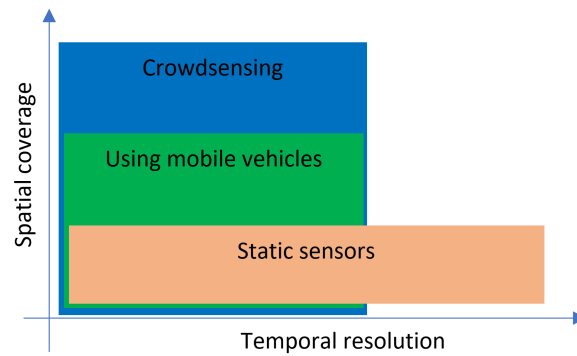 Crowdsensing
Using mobile vehicles
Static sensors
Spatial coverage
Temporal resolution